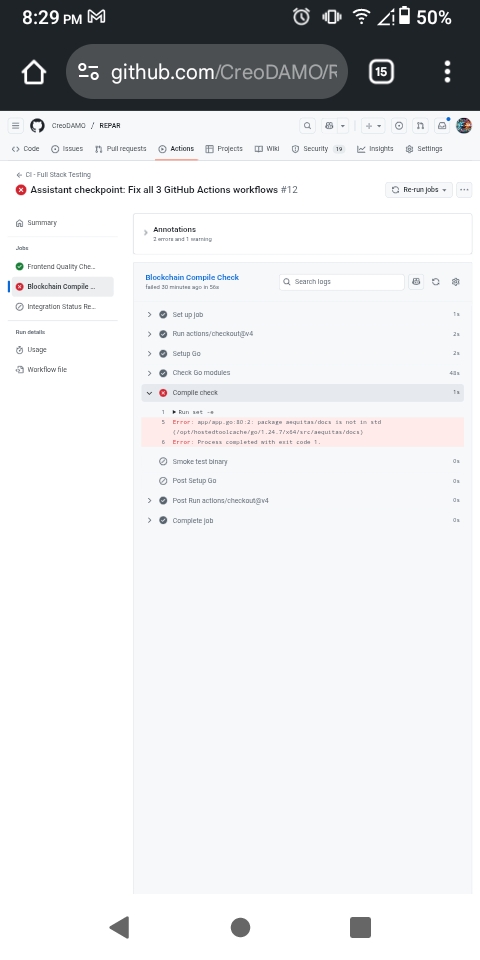 8:29 PM
50%
github.com/CreoDAMO/R
15
CreoDAMO / REPAR
Code Issues Pull requests Actions Projects Wiki Security 19 Insights Settings
CI - Full Stack Testing
Assistant checkpoint: Fix all 3 GitHub Actions workflows #12
Re-run jobs
Summary
Jobs
Frontend Quality Che...
Blockchain Compile ...
Integration Status Re...
Run details
Usage
Workflow file
Annotations
2 errors and 1 warning
Blockchain Compile Check
failed 30 minutes ago in 56s
Search logs
Set up job 1s
Run actions/checkout@v4 2s
Setup Go 2s
Check Go modules 48s
Compile check 1s
1 Run set -e
5 Error: app/app.go:80:2: package aequitas/docs is not in std
(/opt/hostedtoolcache/go/1.24.7/x64/src/aequitas/docs)
6 Error: Process completed with exit code 1.
Smoke test binary 0s
Post Setup Go 0s
Post Run actions/checkout@v4 0s
Complete job 0s